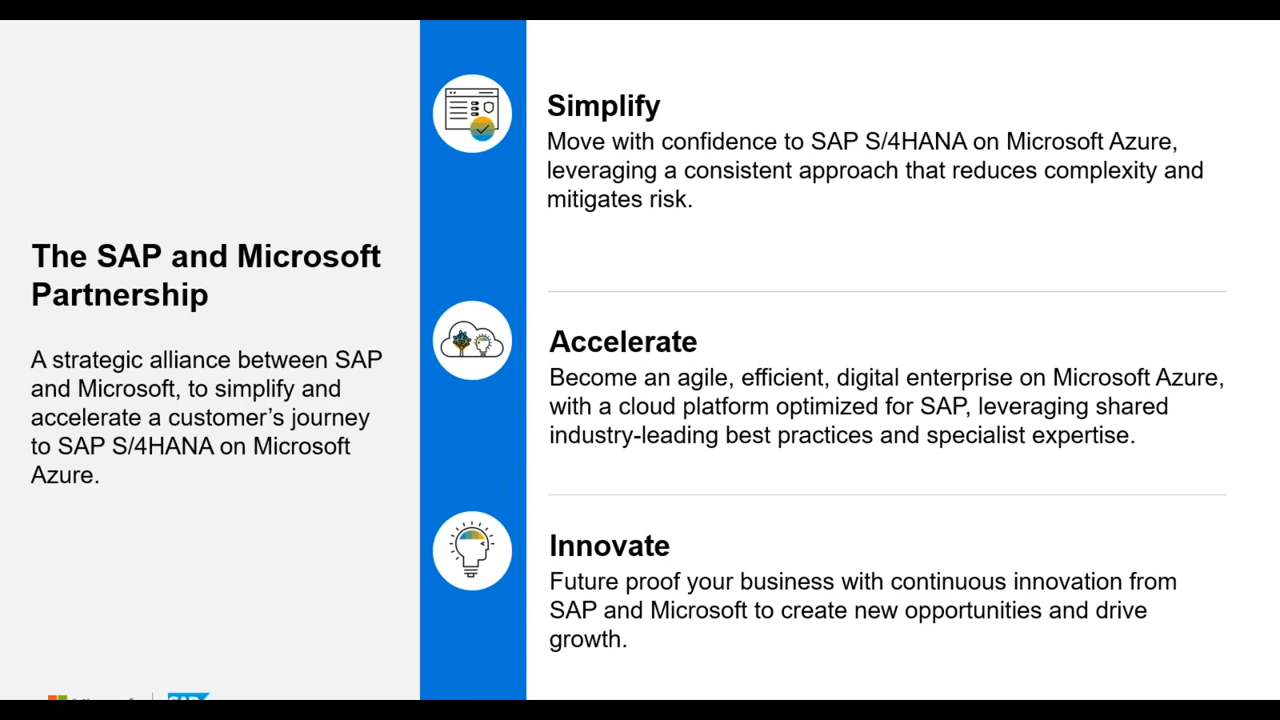 The SAP and Microsoft
Partnership
A strategic alliance between SAP
and Microsoft, to simplify and
accelerate a customer's journey
to SAP S/4HANA on Microsoft
Azure.
Simplify
Move with confidence to SAP S/4HANA on Microsoft Azure,
leveraging a consistent approach that reduces complexity and
mitigates risk.
Accelerate
Become an agile, efficient, digital enterprise on Microsoft Azure,
with a cloud platform optimized for SAP, leveraging shared
industry-leading best practices and specialist expertise.
Innovate
Future proof your business with continuous innovation from
SAP and Microsoft to create new opportunities and drive
growth.
SAP